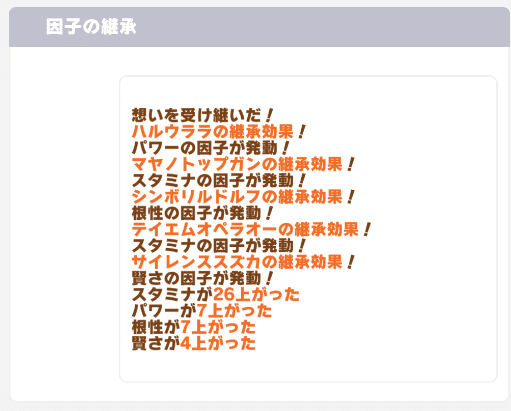 因子の継承
想いを受け継いだ！
ハルウララの継承効果！
パワーの因子が発動！
マヤノトップガンの継承効果！
スタミナの因子が発動！
シンボリルドルフの継承効果！
根性の因子が発動！
テイエムオペラオーの継承効果！
スタミナの因子が発動！
サイレンススズカの継承効果！
賢さの因子が発動！
スタミナが26上がった
パワーが7上がった
根性が7上がった
賢さが4上がった